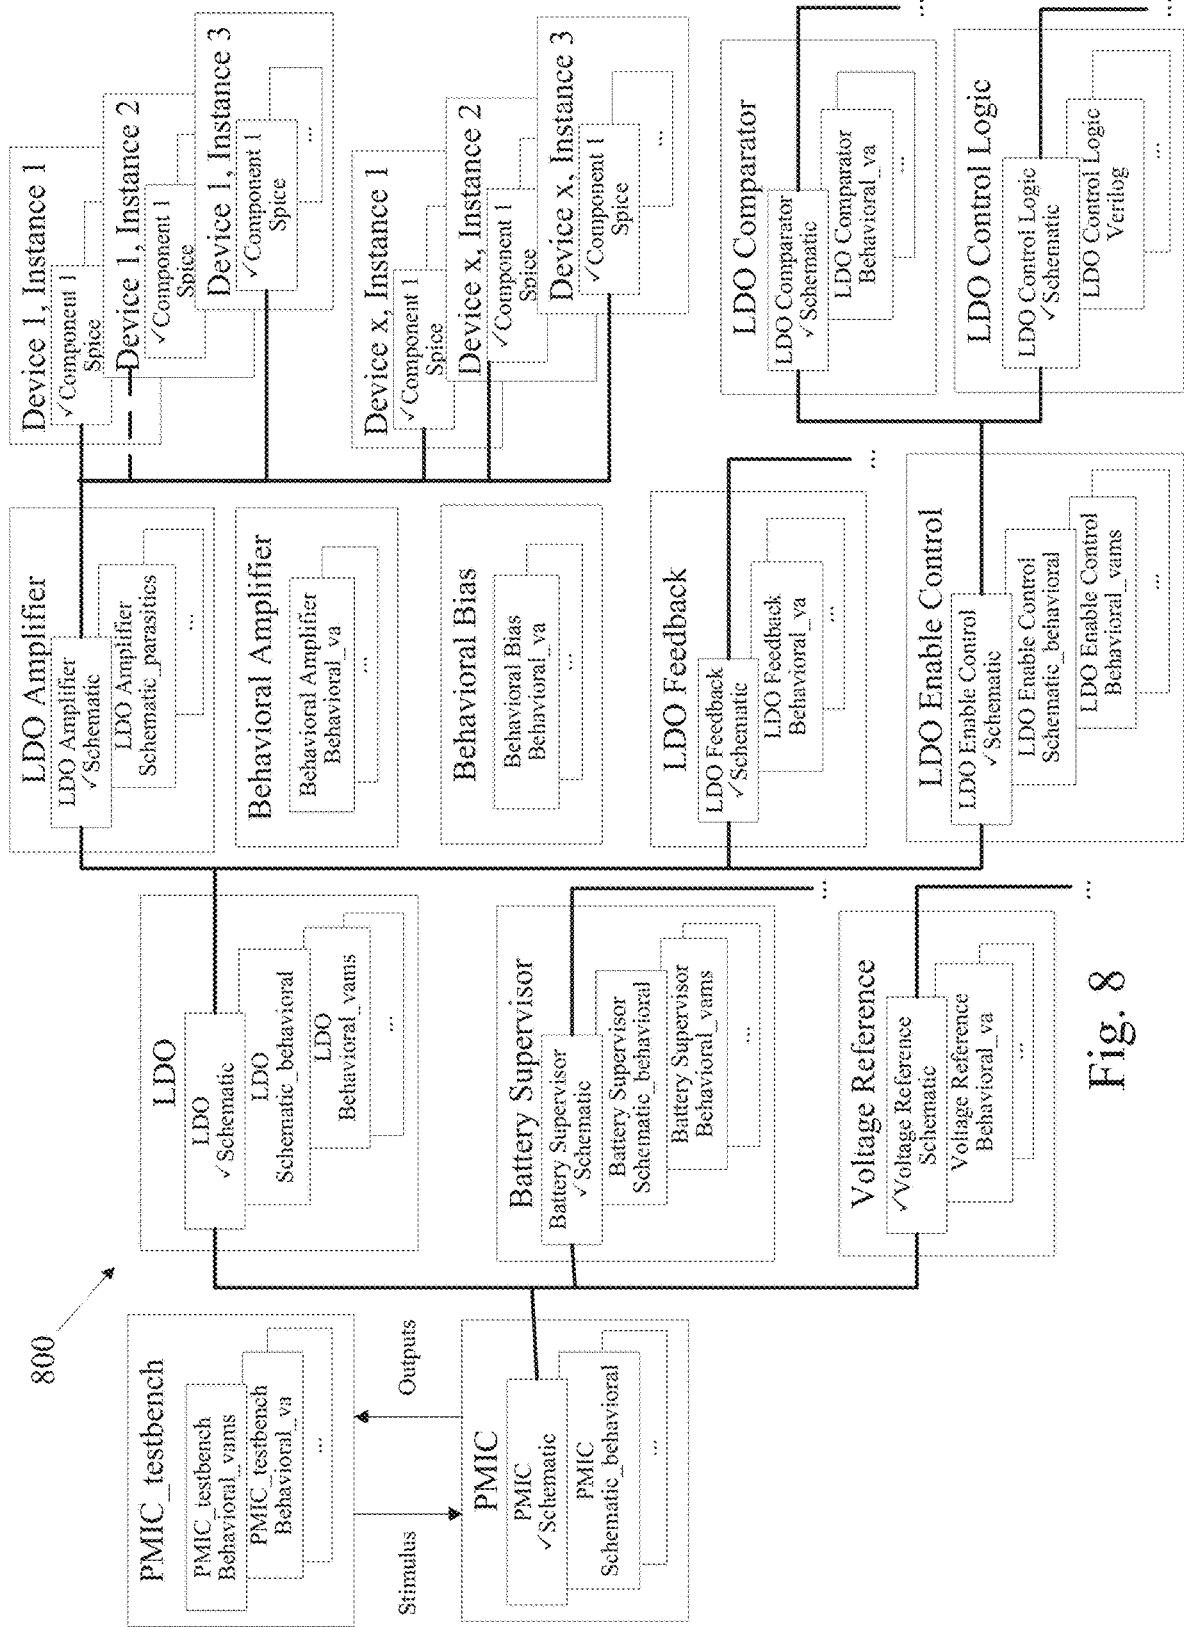 800
PMIC_testbench
PMIC_testbench
Behavioral_vams
PMIC_testbench
Behavioral_va
...
Stimulus
Outputs
PMIC
PMIC
✓Schematic
PMIC
Schematic_behavioral
...
LDO
LDO
✓Schematic
LDO
Schematic_behavioral
LDO
Behavioral_vams
...
Battery Supervisor
Battery Supervisor
✓Schematic
Battery Supervisor
Schematic_behavioral
Battery Supervisor
Behavioral_vams
...
...
Voltage Reference
✓Voltage Reference
Schematic
Voltage Reference
Behavioral_va
...
...
LDO Amplifier
LDO Amplifier
✓Schematic
LDO Amplifier
Schematic_parasitics
...
Behavioral Amplifier
Behavioral Amplifier
Behavioral_va
...
Behavioral Bias
Behavioral Bias
Behavioral_va
...
LDO Feedback
LDO Feedback
✓Schematic
LDO Feedback
Behavioral_va
...
...
LDO Enable Control
LDO Enable Control
✓Schematic
LDO Enable Control
Schematic_behavioral
LDO Enable Control
Behavioral_vams
...
Device 1, Instance 1
✓Component 1
Spice
Device 1, Instance 2
✓Component 1
Spice
Device 1, Instance 3
✓Component 1
Spice
...
Device x, Instance 1
✓Component 1
Spice
Device x, Instance 2
✓Component 1
Spice
Device x, Instance 3
✓Component 1
Spice
...
LDO Comparator
LDO Comparator
✓Schematic
LDO Comparator
Behavioral_va
...
...
LDO Control Logic
LDO Control Logic
✓Schematic
LDO Control Logic
Verilog
...
...
Fig. 8